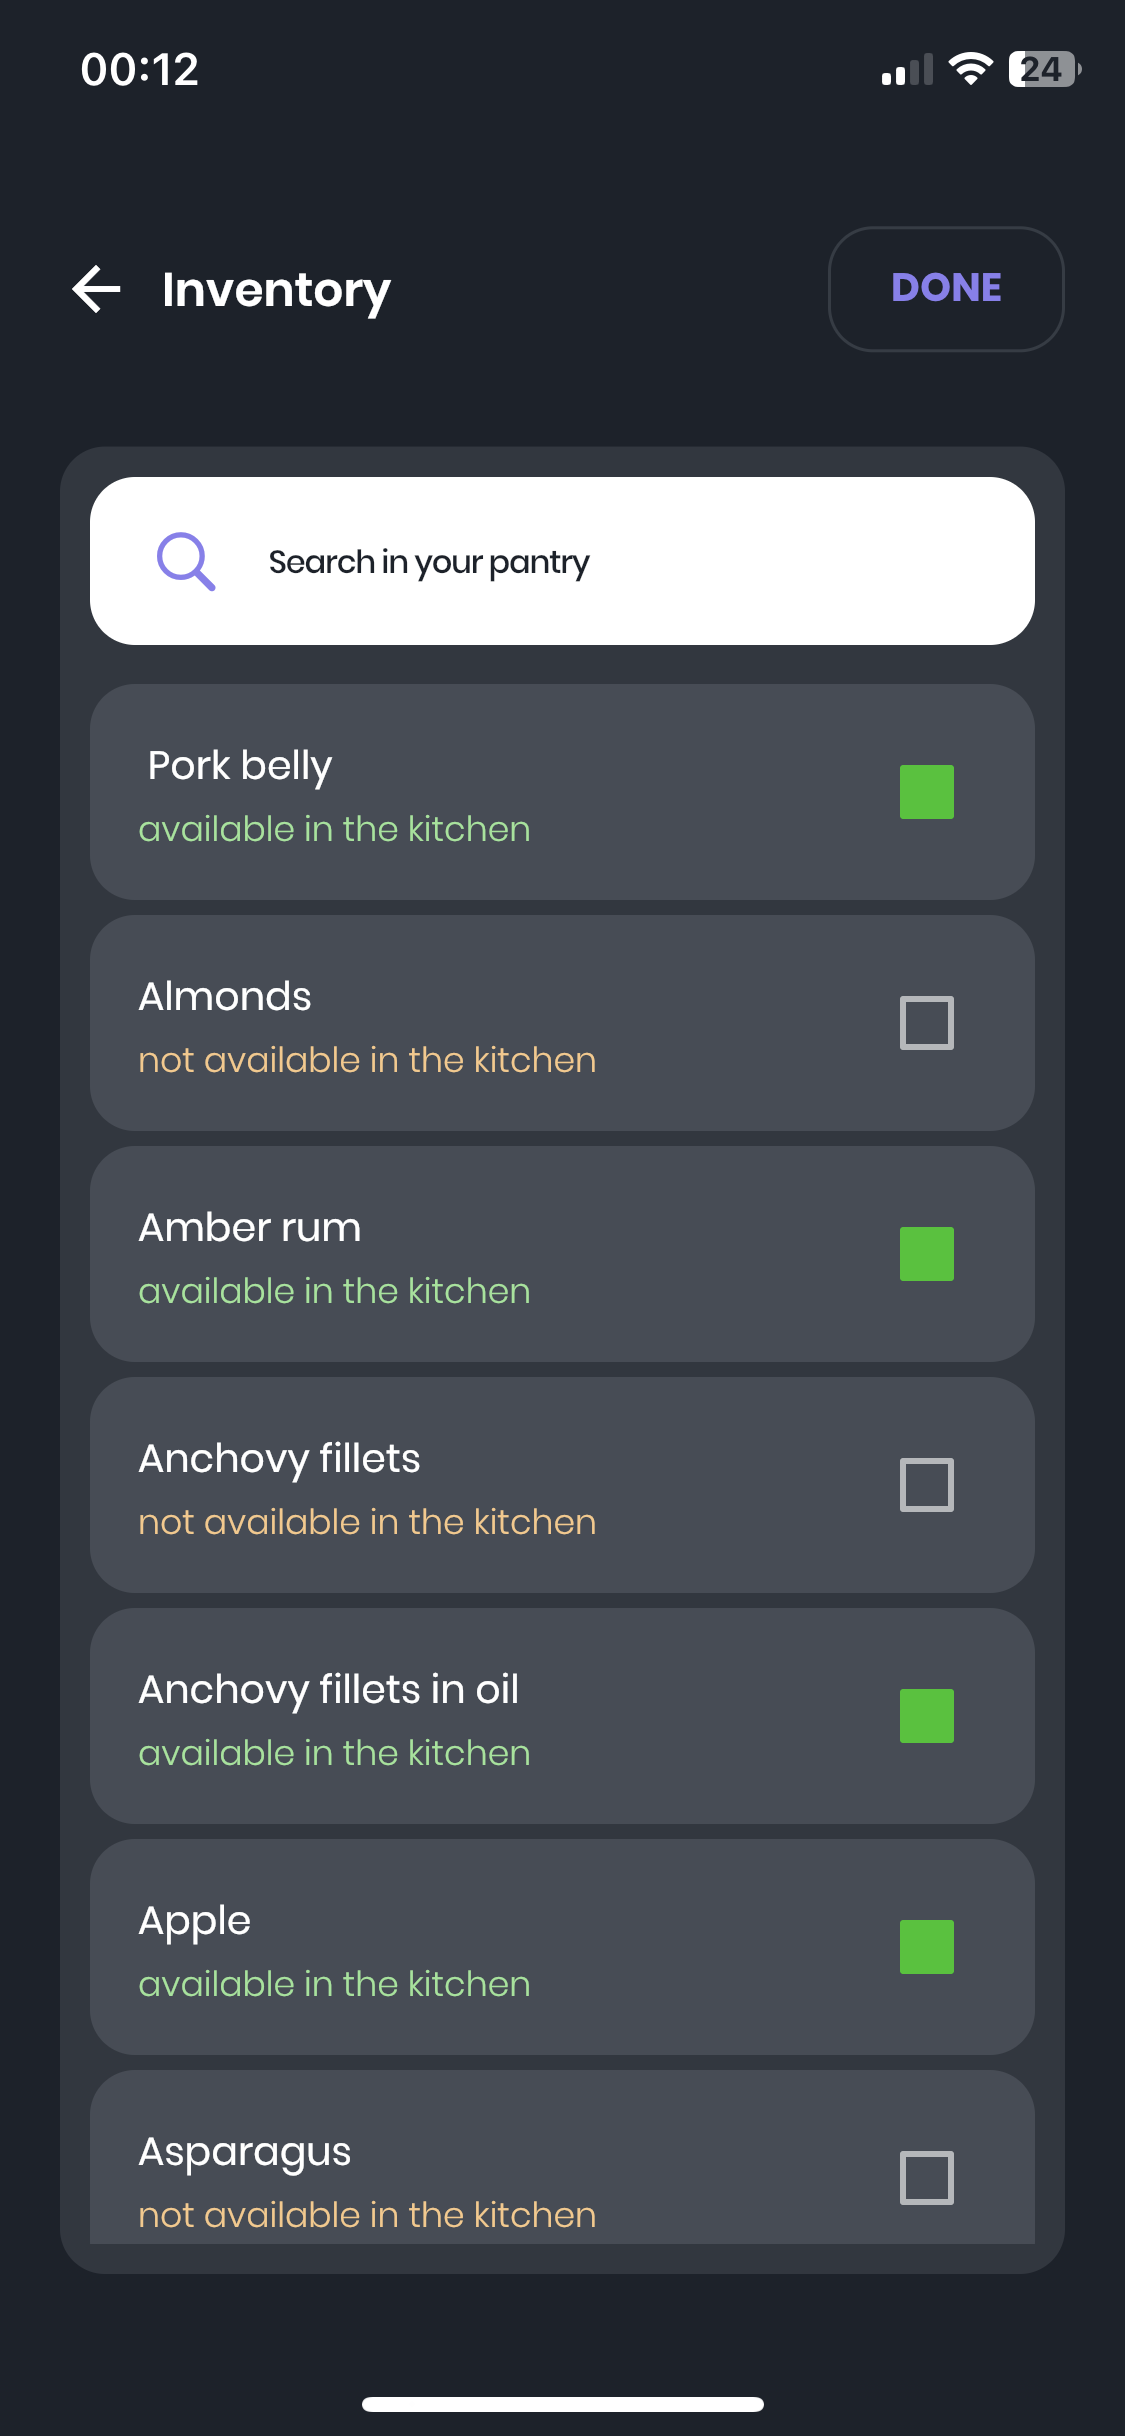 00:12
24
Inventory
DONE
Search in your pantry
Pork belly
available in the kitchen
Almonds
not available in the kitchen
Amber rum
available in the kitchen
Anchovy fillets
not available in the kitchen
Anchovy fillets in oil
available in the kitchen
Apple
available in the kitchen
Asparagus
not available in the kitchen